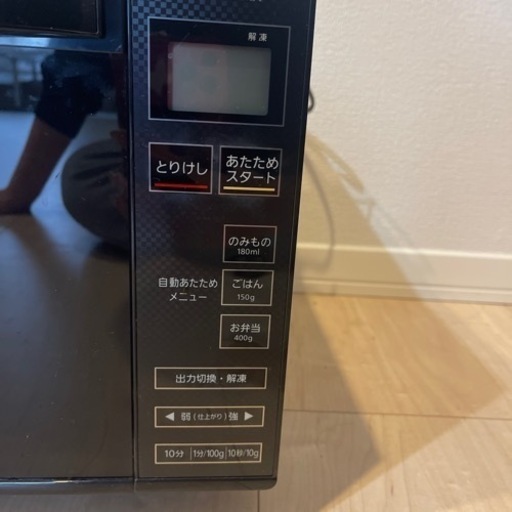 解凍
とりけし
あたため
スタート
のみもの
180ml
自動あたため
メニュー
ごはん
150g
お弁当
400g
出力切換・解凍
◀ 弱 (仕上がり) 強 ▶
10分 1分/100g 10秒/10g